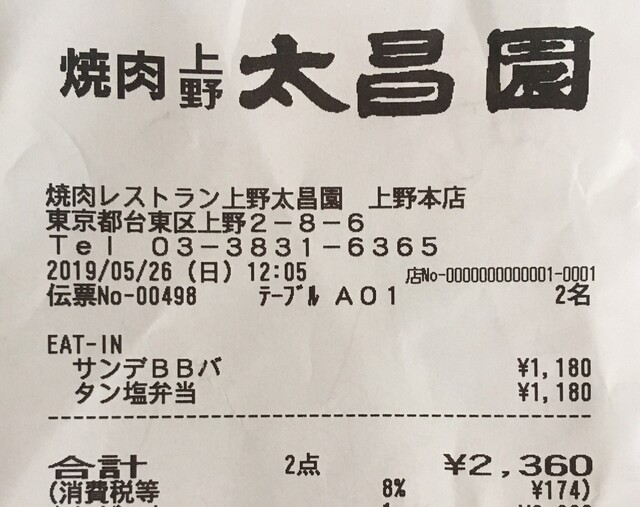 焼肉 上野 太昌園
焼肉レストラン上野太昌園　上野本店
東京都台東区上野２－８－６
Ｔｅｌ　０３－３８３１－６３６５
2019/05/26 (日) 12:05 店No-0000000000001-0001
伝票No-00498 ﾃｰﾌﾞﾙ Ａ０１ 2名
EAT-IN
サンデＢＢバ ¥1,180
タン塩弁当 ¥1,180
合計 2点 ¥2,360
(消費税等 8% ¥174)